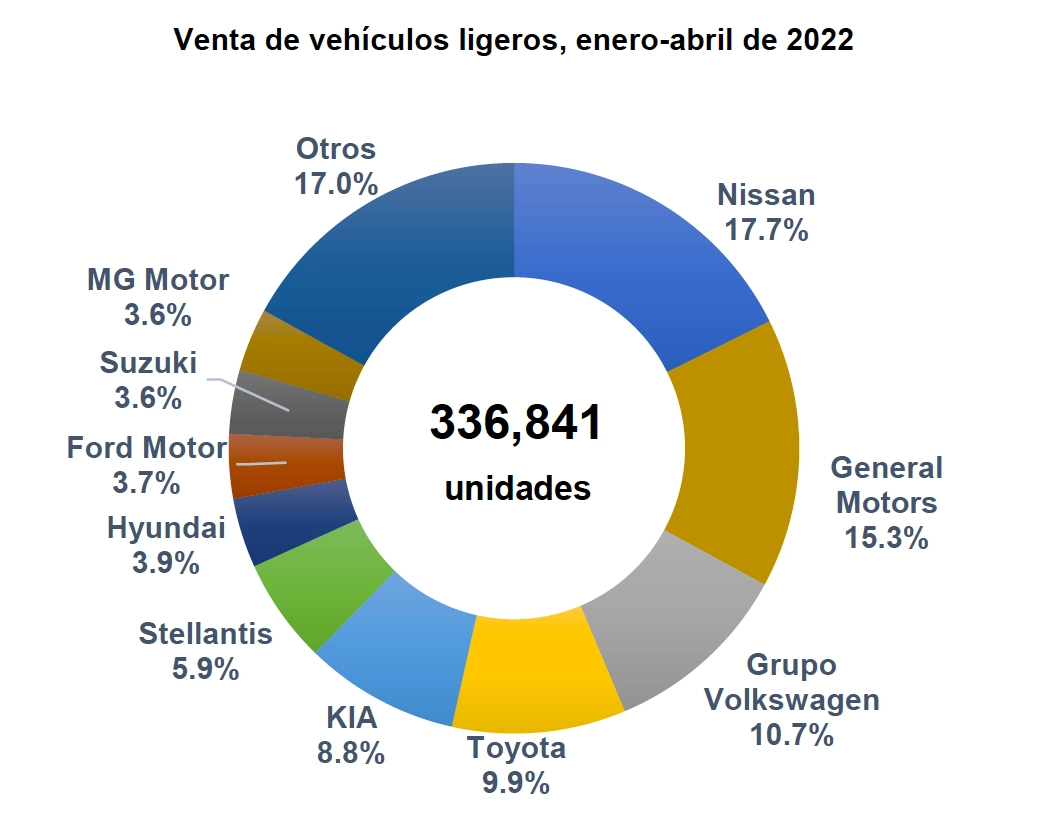 Venta de vehículos ligeros, enero-abril de 2022
Otros
17.0%
Nissan
17.7%
MG Motor
3.6%
Suzuki
3.6%
Ford Motor
3.7%
Hyundai
3.9%
336,841
unidades
General
Motors
15.3%
Stellantis
5.9%
Grupo
Volkswagen
10.7%
KIA
8.8%
Toyota
9.9%